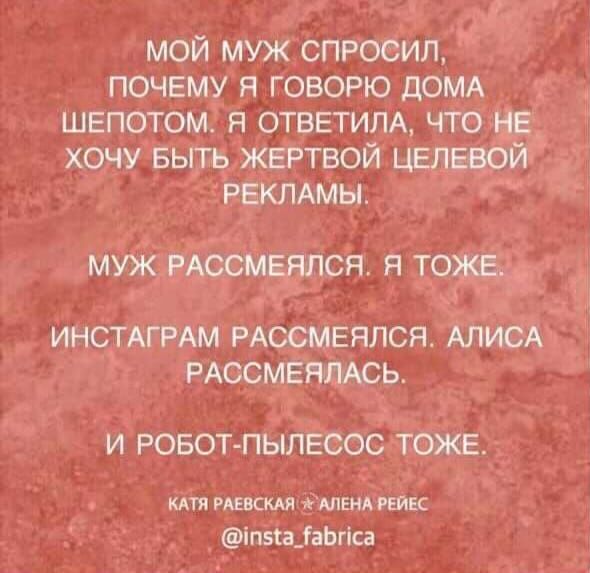 МОЙ МУЖ СПРОСИЛ,
ПОЧЕМУ Я ГОВОРЮ ДОМА
ШЕПОТОМ. Я ОТВЕТИЛА, ЧТО НЕ
ХОЧУ БЫТЬ ЖЕРТВОЙ ЦЕЛЕВОЙ
РЕКЛАМЫ.
МУЖ РАССМЕЯЛСЯ. Я ТОЖЕ.
ИНСТАГРАМ РАССМЕЯЛСЯ. АЛИСА
РАССМЕЯЛАСЬ.
И РОБОТ-ПЫЛЕСОС ТОЖЕ.
КАТЯ РАЕВСКАЯ АЛЕНА РЕЙЕС
@insta_fabrica